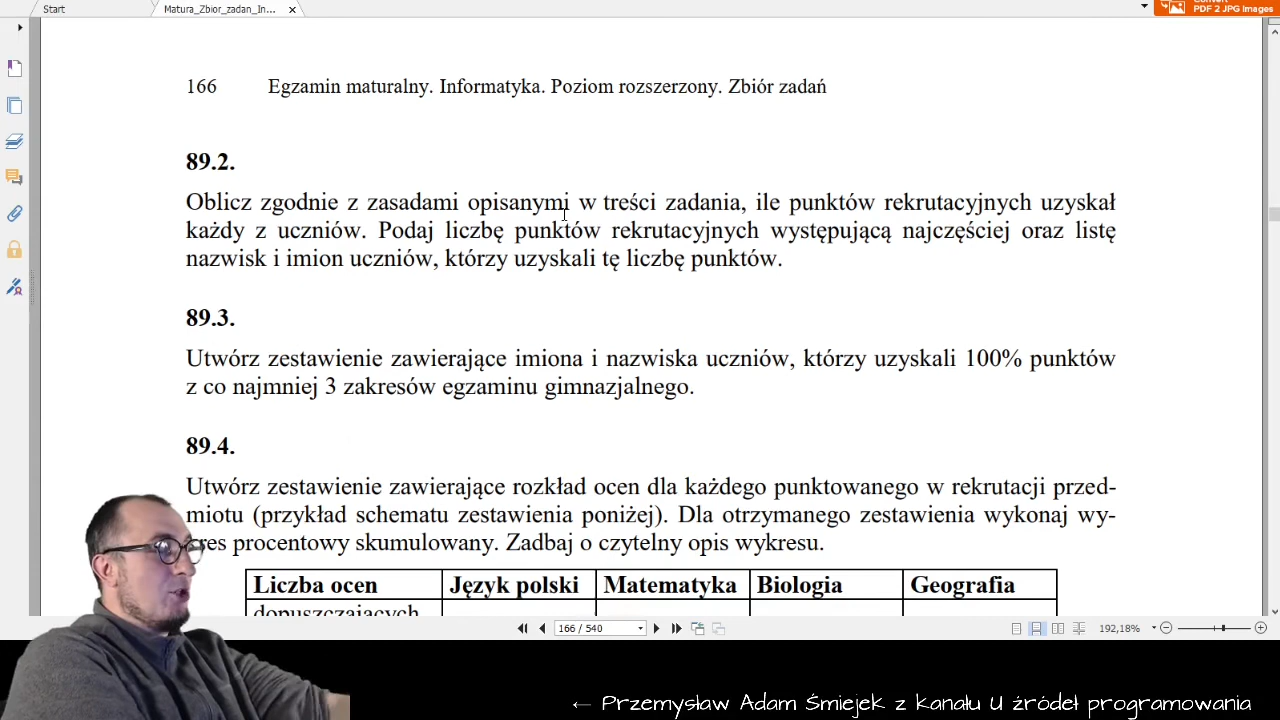 Start
Matura_Zbior_zadan_In...
Convert
PDF 2 JPG Images
166 Egzamin maturalny. Informatyka. Poziom rozszerzony. Zbiór zadań
89.2.
Oblicz zgodnie z zasadami opisanymi w treści zadania, ile punktów rekrutacyjnych uzyskał
każdy z uczniów. Podaj liczbę punktów rekrutacyjnych występującą najczęściej oraz listę
nazwisk i imion uczniów, którzy uzyskali tę liczbę punktów.
89.3.
Utwórz zestawienie zawierające imiona i nazwiska uczniów, którzy uzyskali 100% punktów
z co najmniej 3 zakresów egzaminu gimnazjalnego.
89.4.
Utwórz zestawienie zawierające rozkład ocen dla każdego punktowanego w rekrutacji przed-
miotu (przykład schematu zestawienia poniżej). Dla otrzymanego zestawienia wykonaj wy-
res procentowy skumulowany. Zadbaj o czytelny opis wykresu.
Liczba ocen Język polski Matematyka Biologia Geografia
dopuszczających
166 / 540
192,18%
← Przemysław Adam Śmiejek z kanału U źródeł programowania